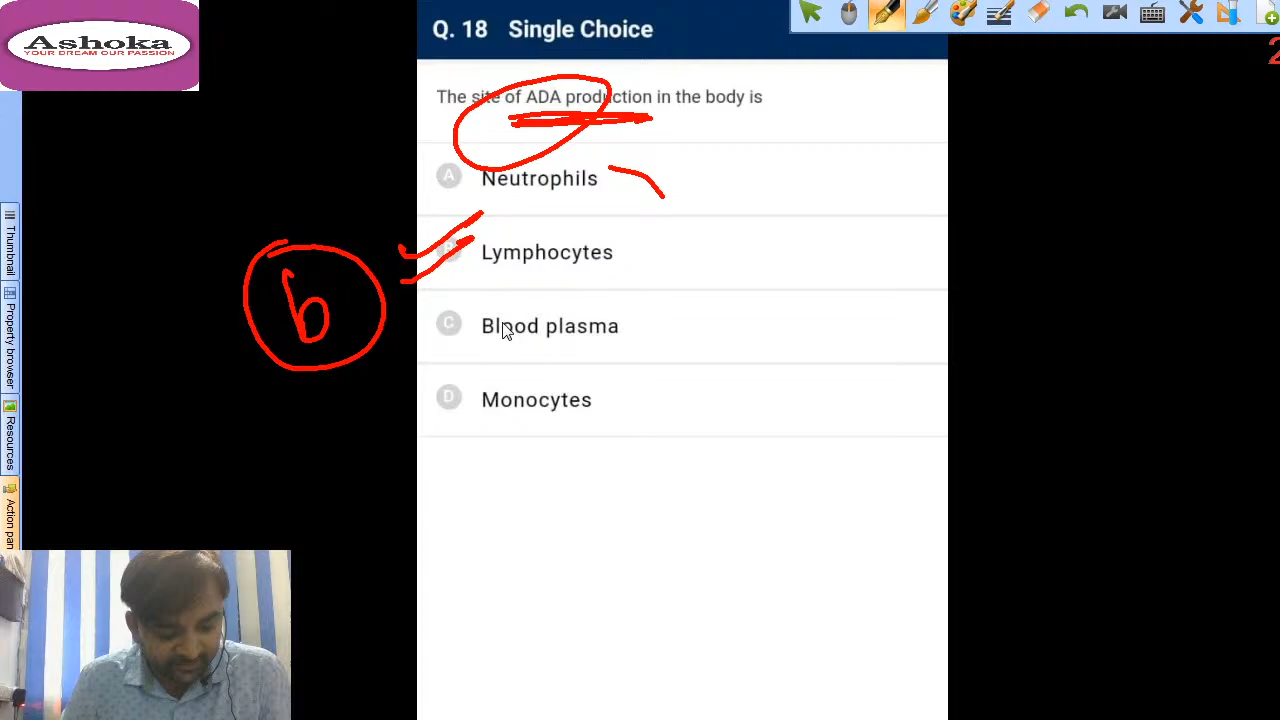 Ashoka
YOUR DREAM OUR PASSION
Q. 18 Single Choice
2
The site of ADA production in the body is
A Neutrophils
B Lymphocytes
b
C Blood plasma
D Monocytes
Thumbnail
Property browser
Resources
Action pan